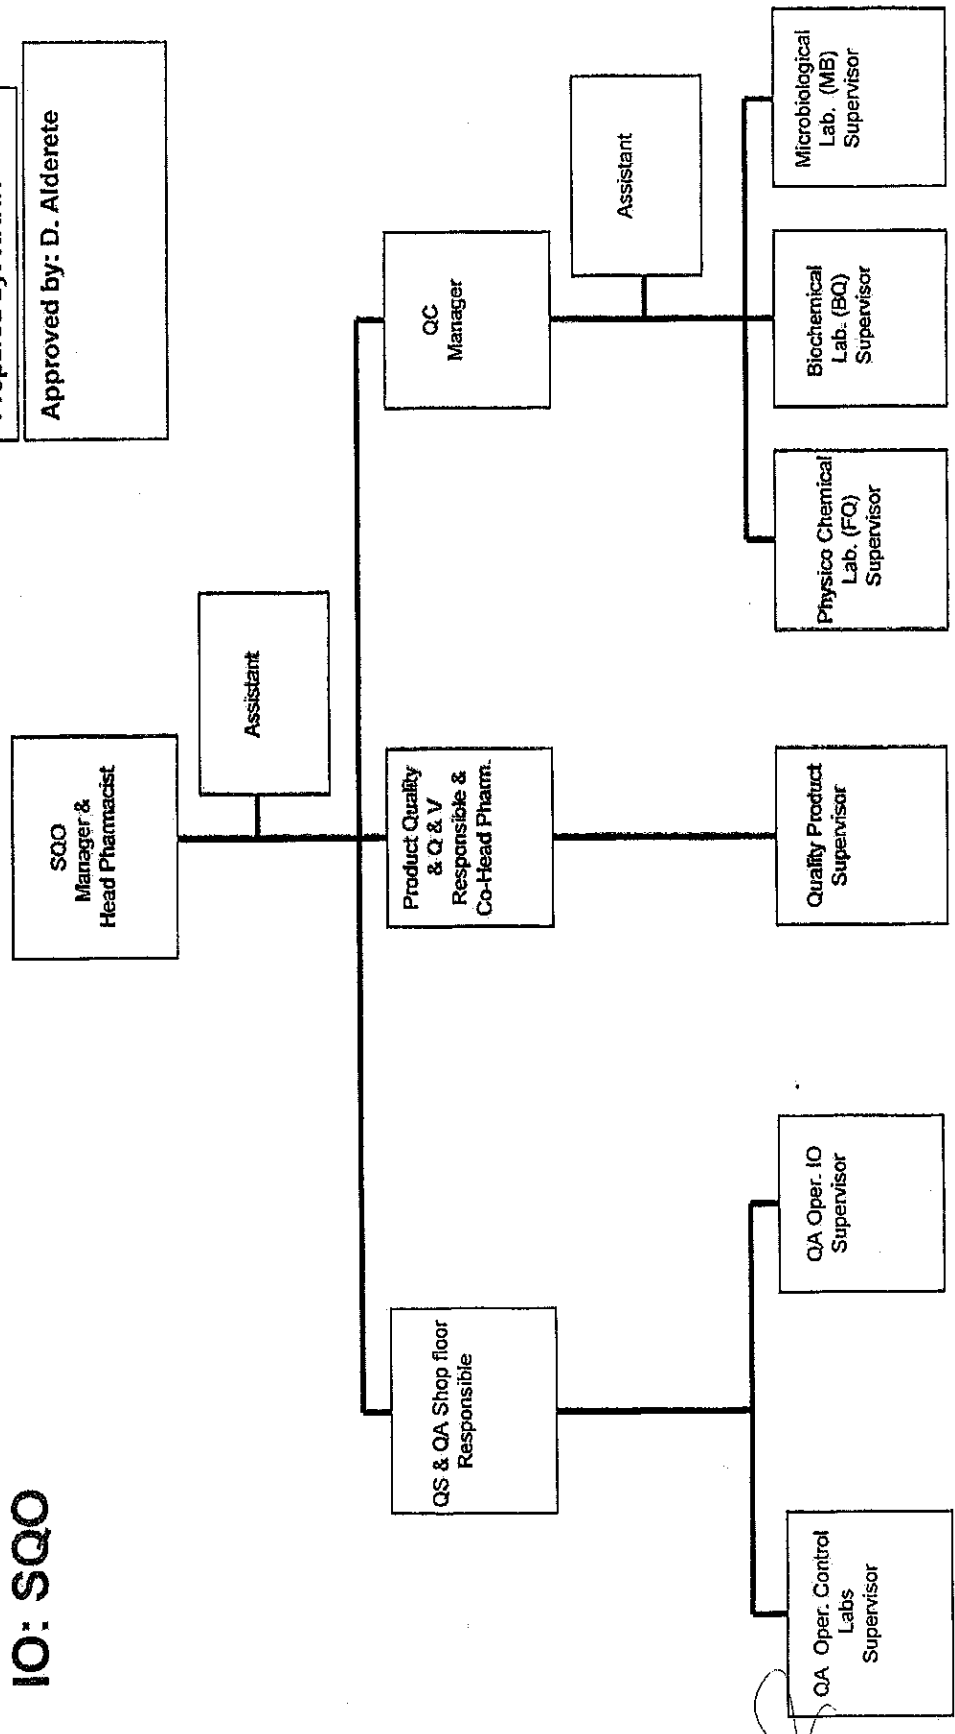 IO: SQO
Approved by: D. Alderete
SQO
Manager &
Head Pharmacist
Assistant
QS & QA Shop floor
Responsible
Product Quality
& Q & V
Responsible &
Co-Head Pharm.
QC
Manager
Assistant
QA Oper. Control
Labs
Supervisor
QA Oper. IO
Supervisor
Quality Product
Supervisor
Physico Chemical
Lab. (FQ)
Supervisor
Biochemical
Lab. (BQ)
Supervisor
Microbiological
Lab. (MB)
Supervisor